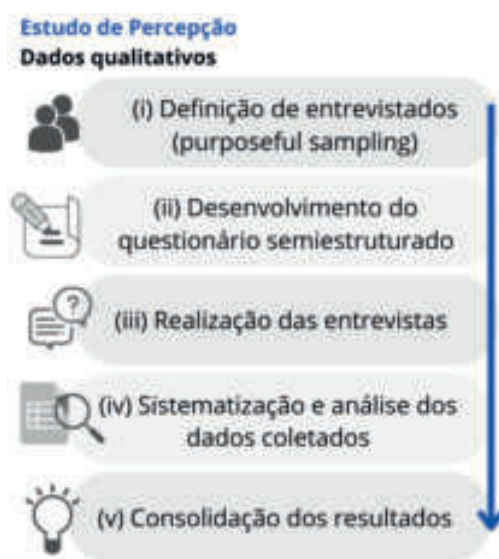 Estudo de Percepção
Dados qualitativos
(i) Definição de entrevistados
(purposeful sampling)
(ii) Desenvolvimento do
questionário semiestruturado
?
(iii) Realização das entrevistas
(iv) Sistematização e análise dos
dados coletados
(v) Consolidação dos resultados